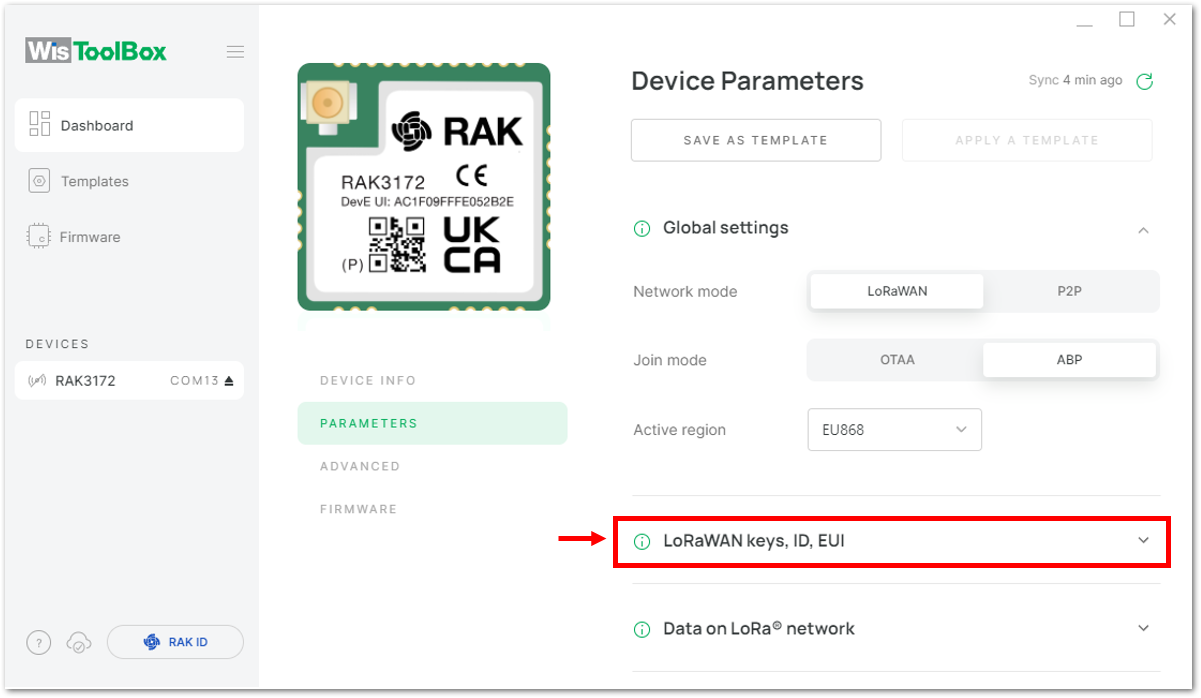 WisToolBox
Dashboard
Templates
Firmware
DEVICES
RAK3172 COM13
?
RAK ID
RAK
RAK3172
CE
DevE UI: AC1F09FFFE052B2E
(P)
UK
CA
DEVICE INFO
PARAMETERS
ADVANCED
FIRMWARE
Device Parameters
Sync 4 min ago
SAVE AS TEMPLATE
APPLY A TEMPLATE
Global settings
Network mode
LoRaWAN
P2P
Join mode
OTAA
ABP
Active region
EU868
LoRaWAN keys, ID, EUI
Data on LoRa® network